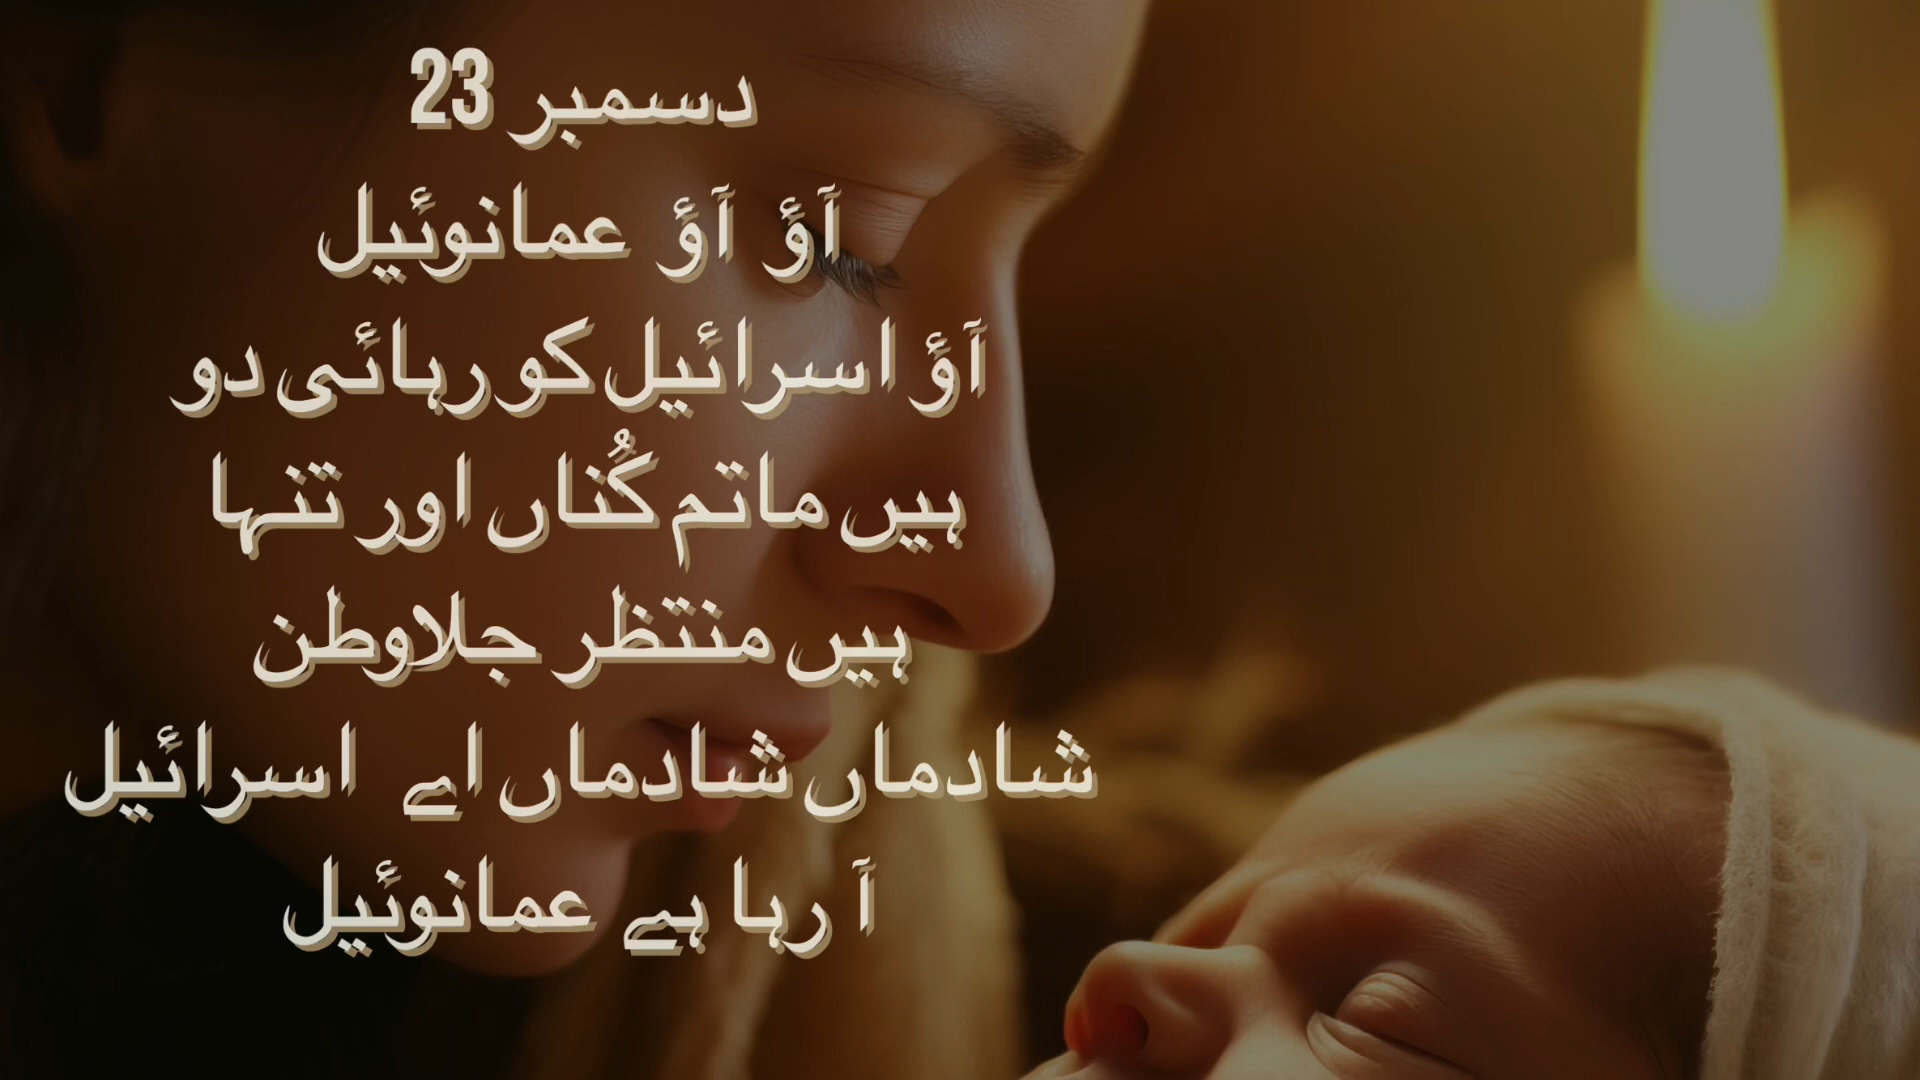 دسمبر 23
آؤ آؤ عمانوئیل
آؤ اسرائیل کو رہائی دو
ہیں ماتم کُناں اور تنہا
ہیں منتظر جلاوطن
شادماں شادماں اے اسرائیل
آ رہا ہے عمانوئیل